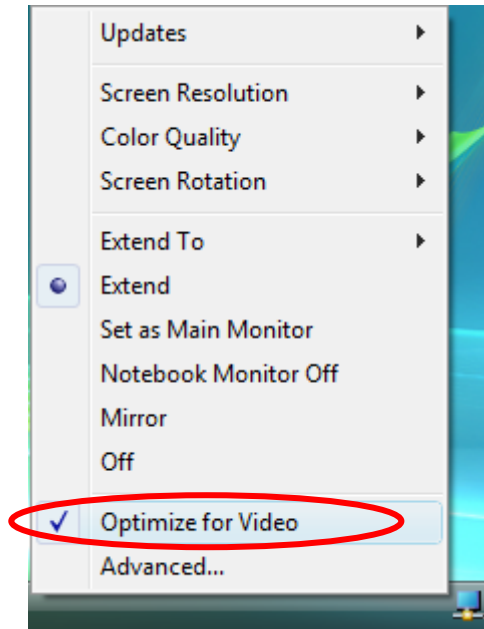 Updates
Screen Resolution
Color Quality
Screen Rotation
Extend To
Extend
Set as Main Monitor
Notebook Monitor Off
Mirror
Off
Optimize for Video
Advanced...